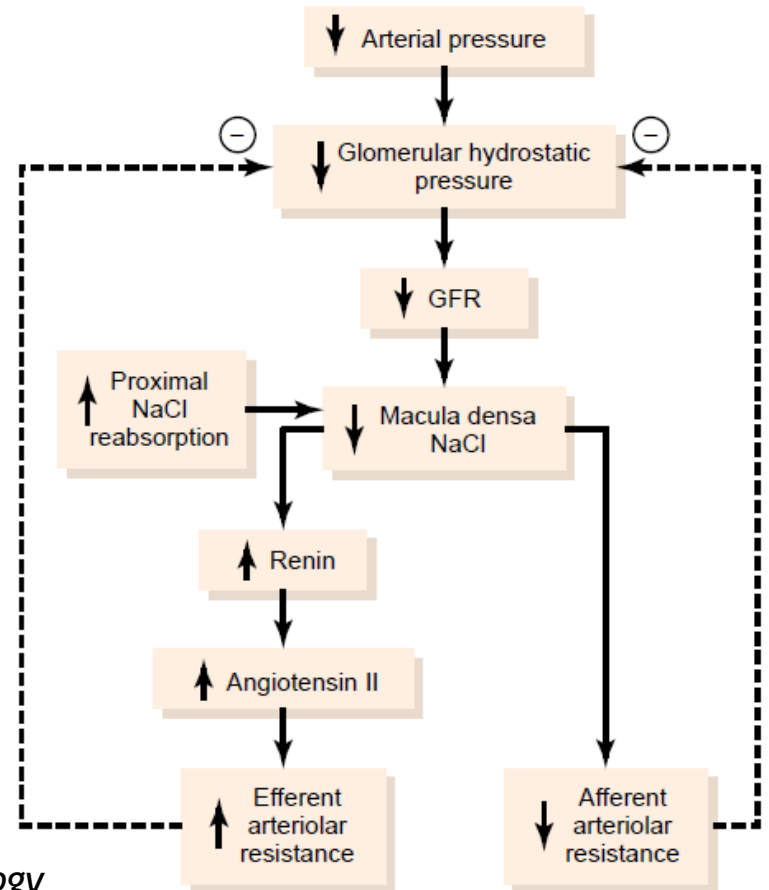 Arterial pressure
−
−
Glomerular hydrostatic
pressure
GFR
Proximal
NaCl
reabsorption
Macula densa
NaCl
Renin
Angiotensin II
Efferent
arteriolar
resistance
Afferent
arteriolar
resistance